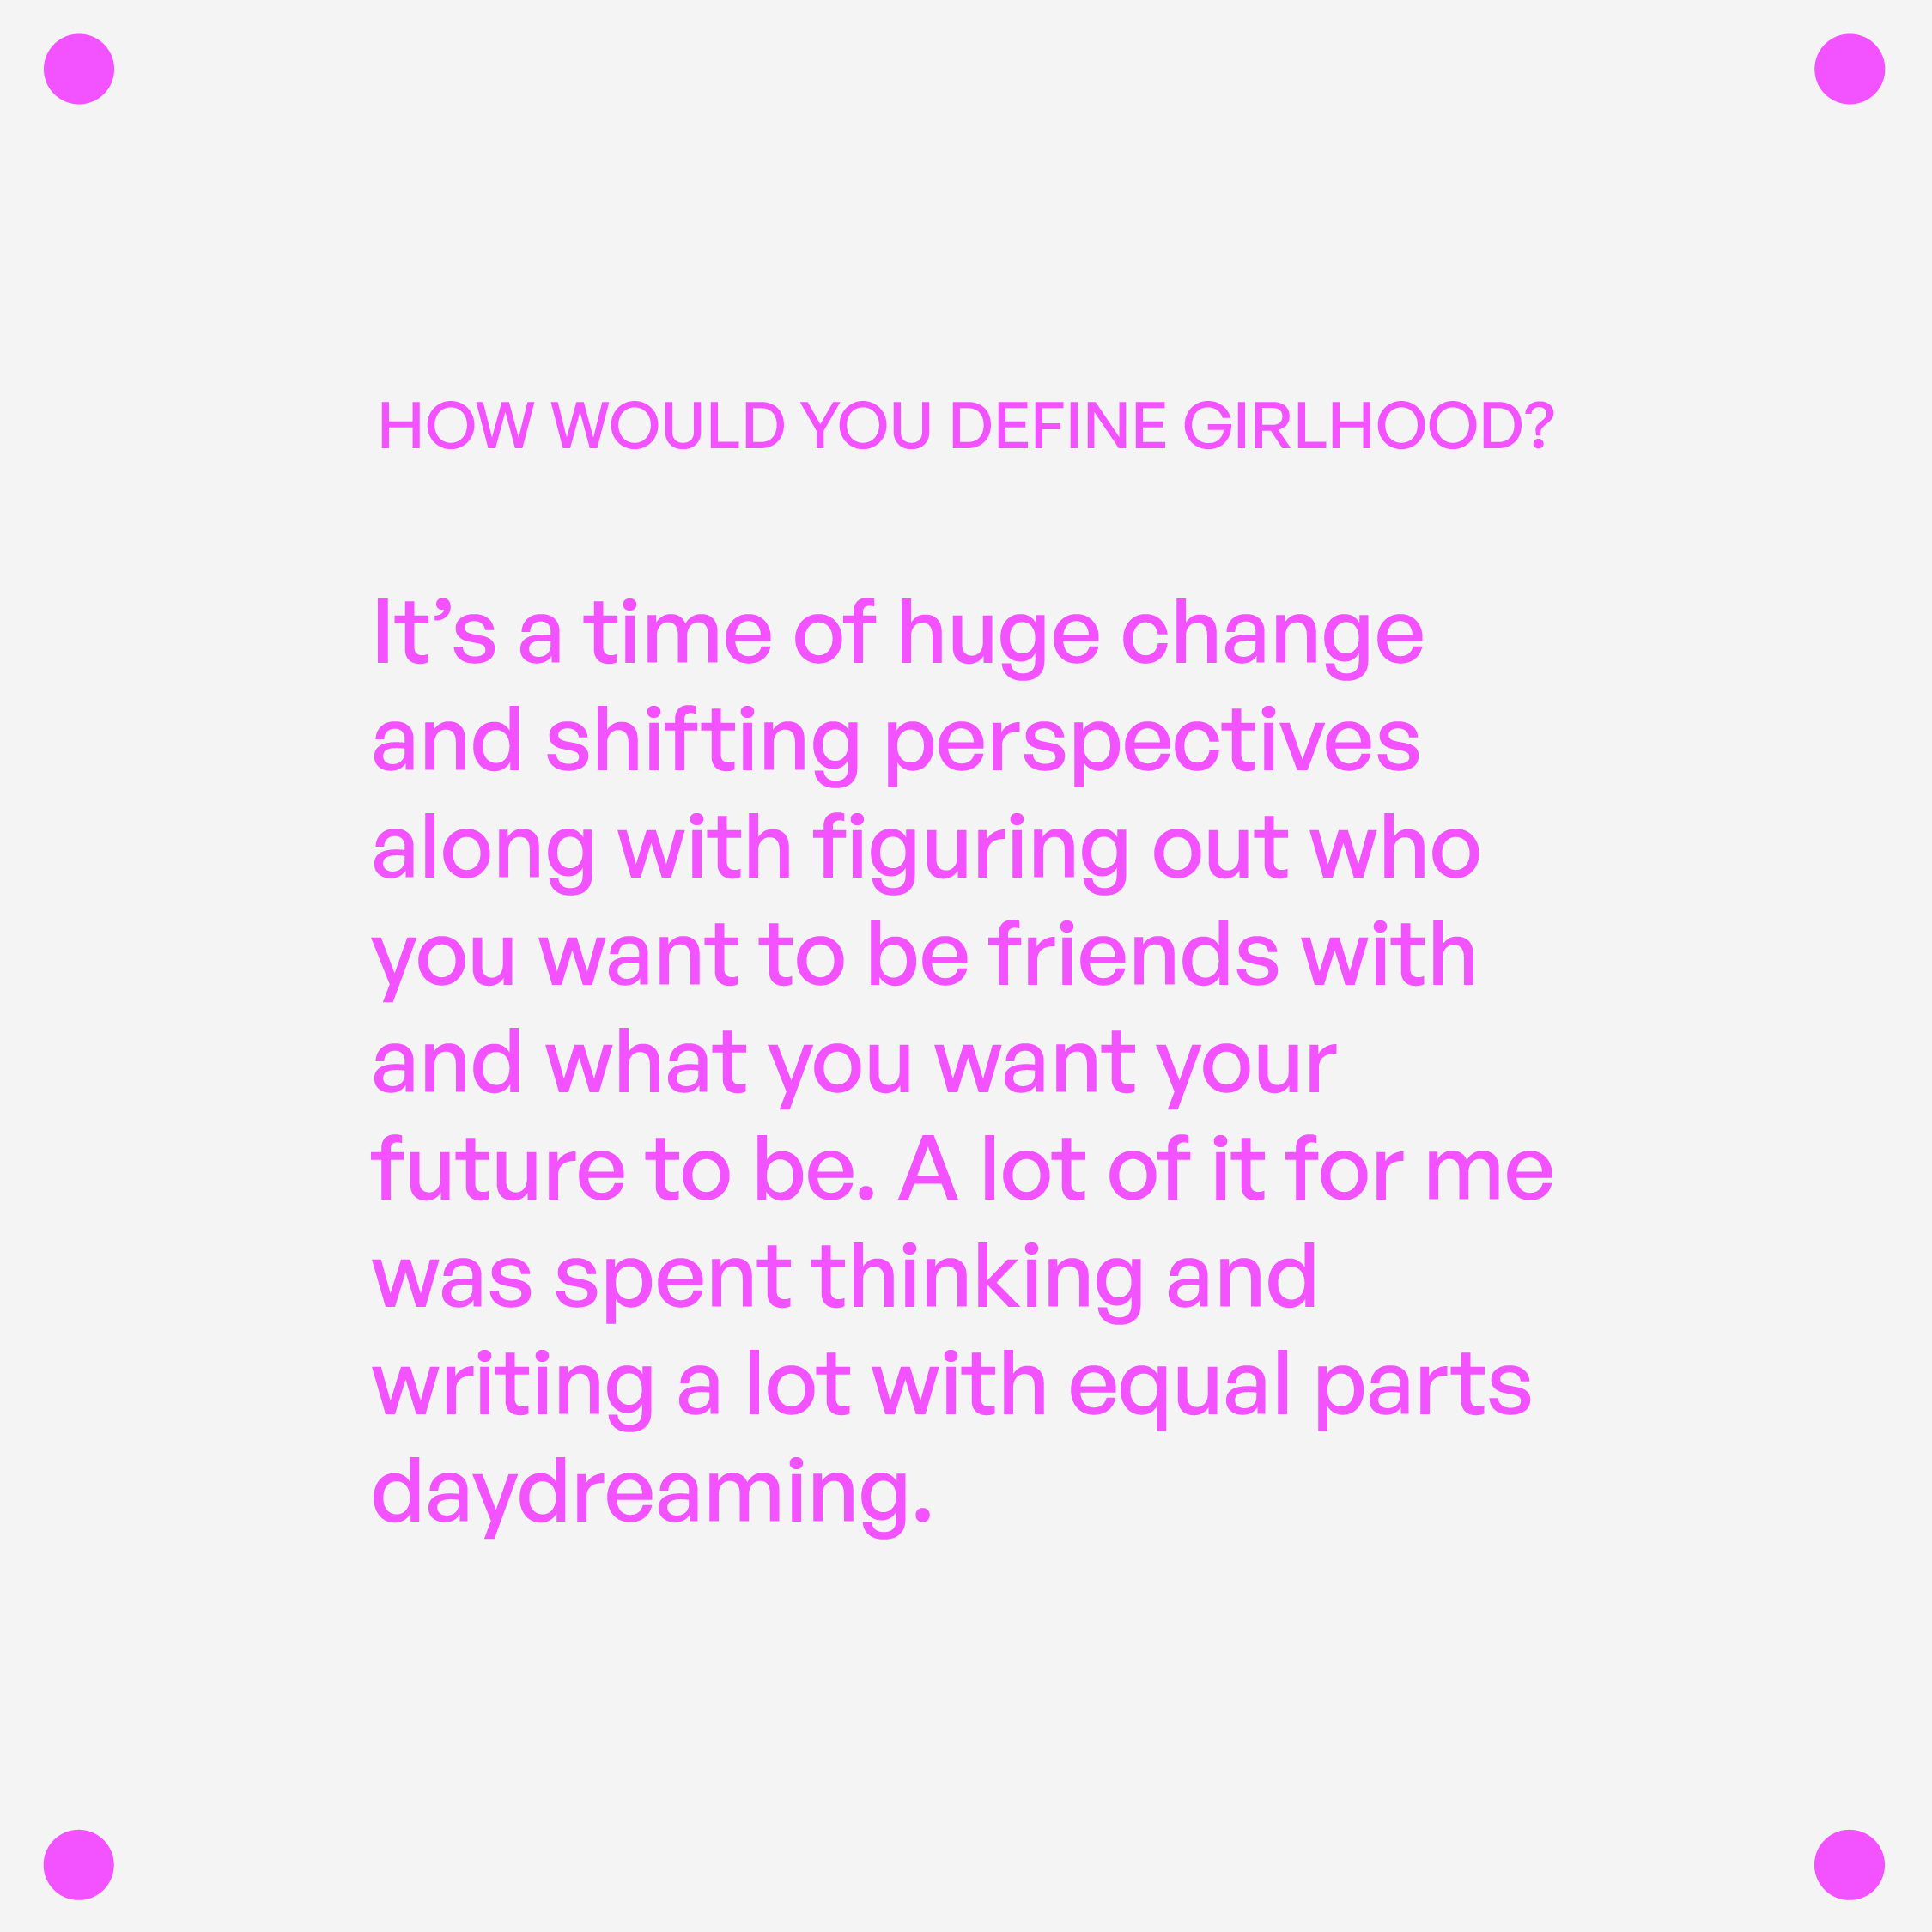 HOW WOULD YOU DEFINE GIRLHOOD?
It's a time of huge change
and shifting perspectives
along with figuring out who
you want to be friends with
and what you want your
future to be. A lot of it for me
was spent thinking and
writing a lot with equal parts
daydreaming.